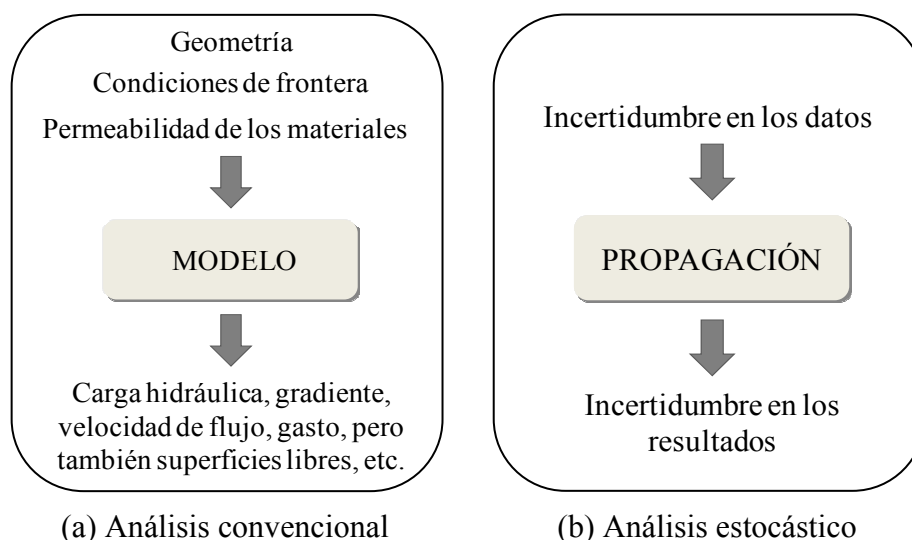 Geometría
Condiciones de frontera
Permeabilidad de los materiales
MODELO
Carga hidráulica, gradiente,
velocidad de flujo, gasto, pero
también superficies libres, etc.
(a) Análisis convencional
Incertidumbre en los datos
PROPAGACIÓN
Incertidumbre en los
resultados
(b) Análisis estocástico